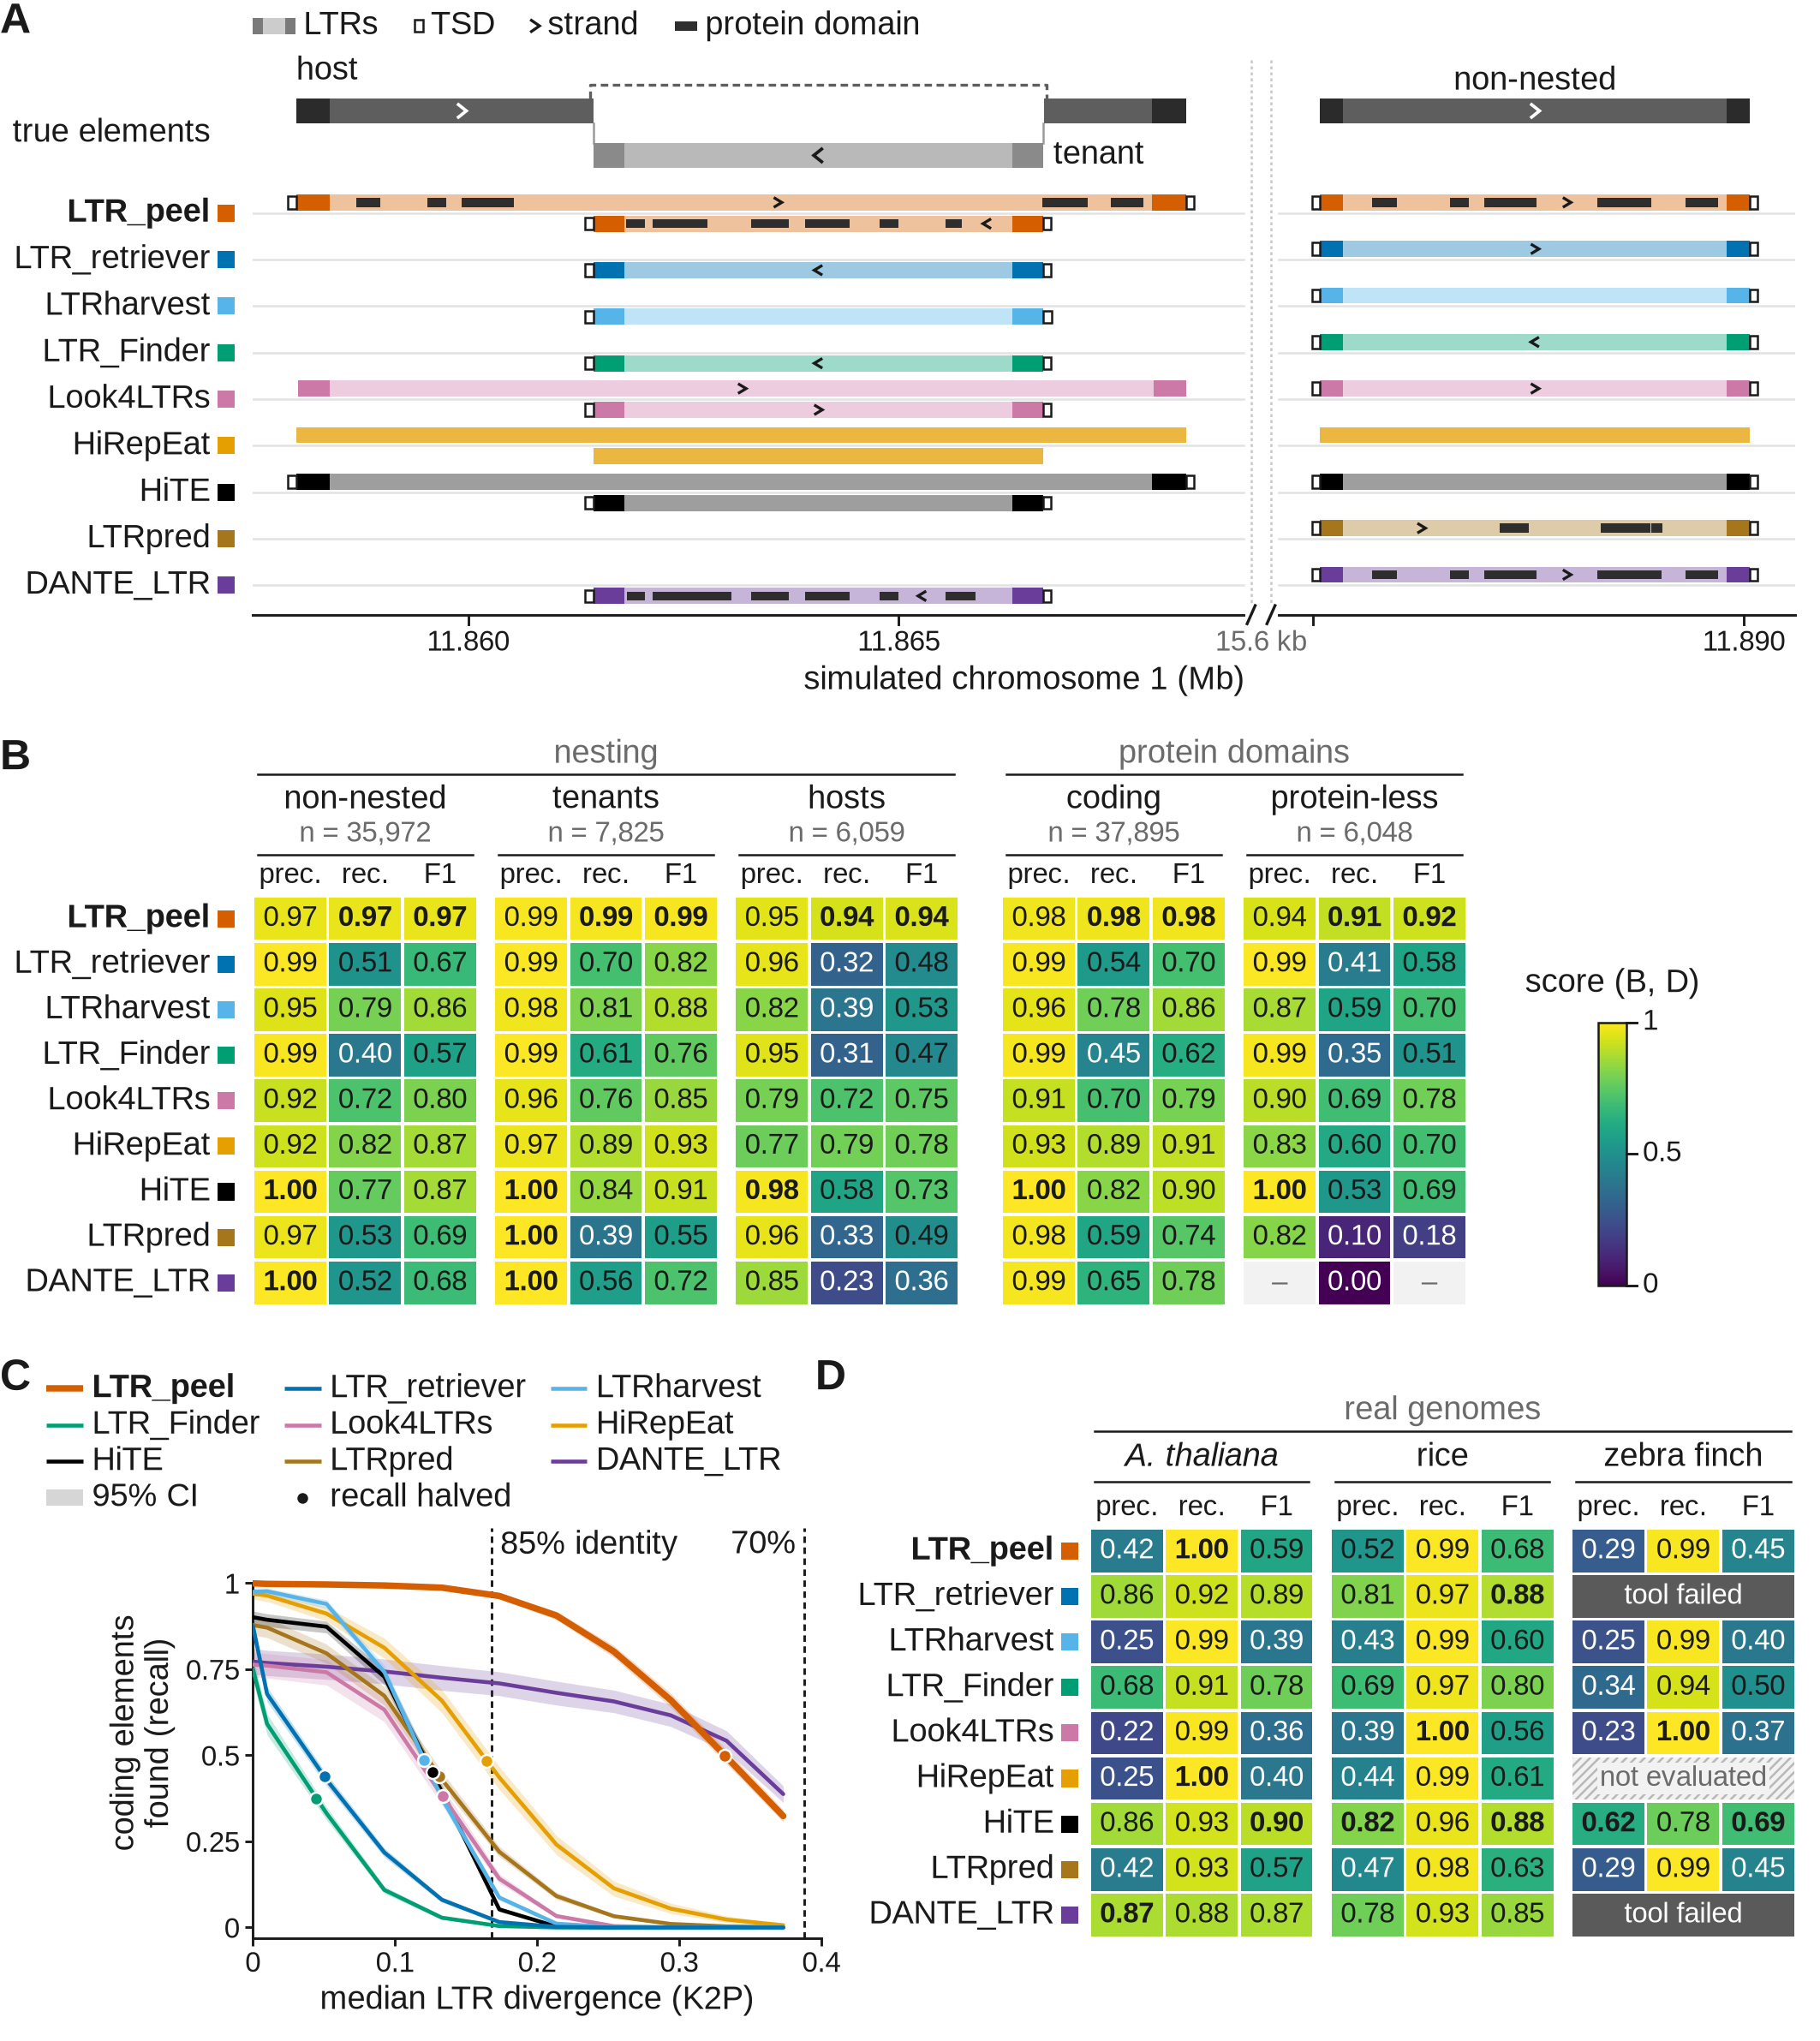 A
LTRs TSD strand protein domain
host
non-nested
true elements
tenant
LTR_peel
LTR_retriever
LTRharvest
LTR_Finder
Look4LTRs
HiRepEat
HiTE
LTRpred
DANTE_LTR
11.860 11.865 15.6 kb 11.890
simulated chromosome 1 (Mb)
B
nesting protein domains
non-nested tenants hosts coding protein-less
n = 35,972 n = 7,825 n = 6,059 n = 37,895 n = 6,048
prec. rec. F1 prec. rec. F1 prec. rec. F1 prec. rec. F1 prec. rec. F1
LTR_peel 0.97 0.97 0.97 0.99 0.99 0.99 0.95 0.94 0.94 0.98 0.98 0.98 0.94 0.91 0.92
LTR_retriever 0.99 0.51 0.67 0.99 0.70 0.82 0.96 0.32 0.48 0.99 0.54 0.70 0.99 0.41 0.58
LTRharvest 0.95 0.79 0.86 0.98 0.81 0.88 0.82 0.39 0.53 0.96 0.78 0.86 0.87 0.59 0.70
LTR_Finder 0.99 0.40 0.57 0.99 0.61 0.76 0.95 0.31 0.47 0.99 0.45 0.62 0.99 0.35 0.51
Look4LTRs 0.92 0.72 0.80 0.96 0.76 0.85 0.79 0.72 0.75 0.91 0.70 0.79 0.90 0.69 0.78
HiRepEat 0.92 0.82 0.87 0.97 0.89 0.93 0.77 0.79 0.78 0.93 0.89 0.91 0.83 0.60 0.70
HiTE 1.00 0.77 0.87 1.00 0.84 0.91 0.98 0.58 0.73 1.00 0.82 0.90 1.00 0.53 0.69
LTRpred 0.97 0.53 0.69 1.00 0.39 0.55 0.96 0.33 0.49 0.98 0.59 0.74 0.82 0.10 0.18
DANTE_LTR 1.00 0.52 0.68 1.00 0.56 0.72 0.85 0.23 0.36 0.99 0.65 0.78 – 0.00 –
score (B, D)
1
0.5
0
C
LTR_peel LTR_retriever LTRharvest
LTR_Finder Look4LTRs HiRepEat
HiTE LTRpred DANTE_LTR
95% CI recall halved
85% identity 70%
coding elements
found (recall)
1
0.75
0.5
0.25
0
0 0.1 0.2 0.3 0.4
median LTR divergence (K2P)
D
real genomes
A. thaliana rice zebra finch
prec. rec. F1 prec. rec. F1 prec. rec. F1
LTR_peel 0.42 1.00 0.59 0.52 0.99 0.68 0.29 0.99 0.45
LTR_retriever 0.86 0.92 0.89 0.81 0.97 0.88 tool failed
LTRharvest 0.25 0.99 0.39 0.43 0.99 0.60 0.25 0.99 0.40
LTR_Finder 0.68 0.91 0.78 0.69 0.97 0.80 0.34 0.94 0.50
Look4LTRs 0.22 0.99 0.36 0.39 1.00 0.56 0.23 1.00 0.37
HiRepEat 0.25 1.00 0.40 0.44 0.99 0.61 not evaluated
HiTE 0.86 0.93 0.90 0.82 0.96 0.88 0.62 0.78 0.69
LTRpred 0.42 0.93 0.57 0.47 0.98 0.63 0.29 0.99 0.45
DANTE_LTR 0.87 0.88 0.87 0.78 0.93 0.85 tool failed